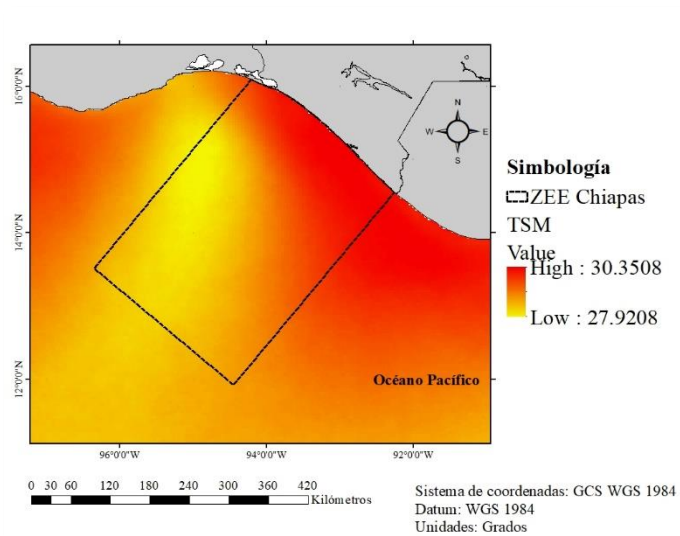 16°0'0"N
14°0'0"N
12°0'0"N
96°0'0"W
94°0'0"W
92°0'0"W
N
W
E
S
Océano Pacífico
Simbología
ZEE Chiapas
TSM
Value
High : 30.3508
Low : 27.9208
0 30 60 120 180 240 300 360 420
Kilómetros
Sistema de coordenadas: GCS WGS 1984
Datum: WGS 1984
Unidades: Grados